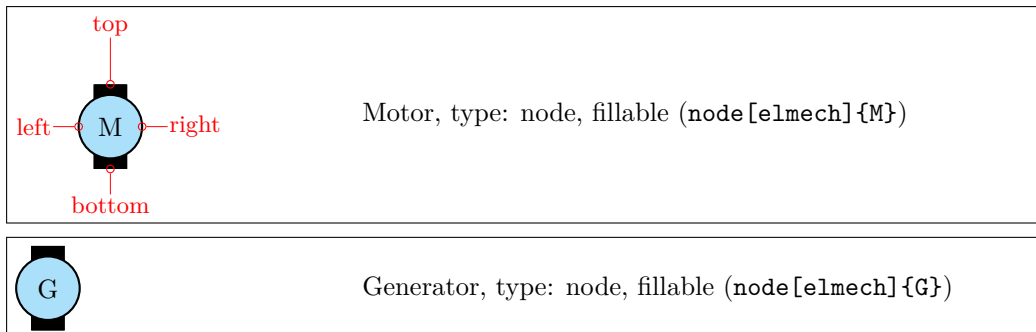 top
left M right
Motor, type: node, fillable (node[elmech]{M})
bottom
G
Generator, type: node, fillable (node[elmech]{G})